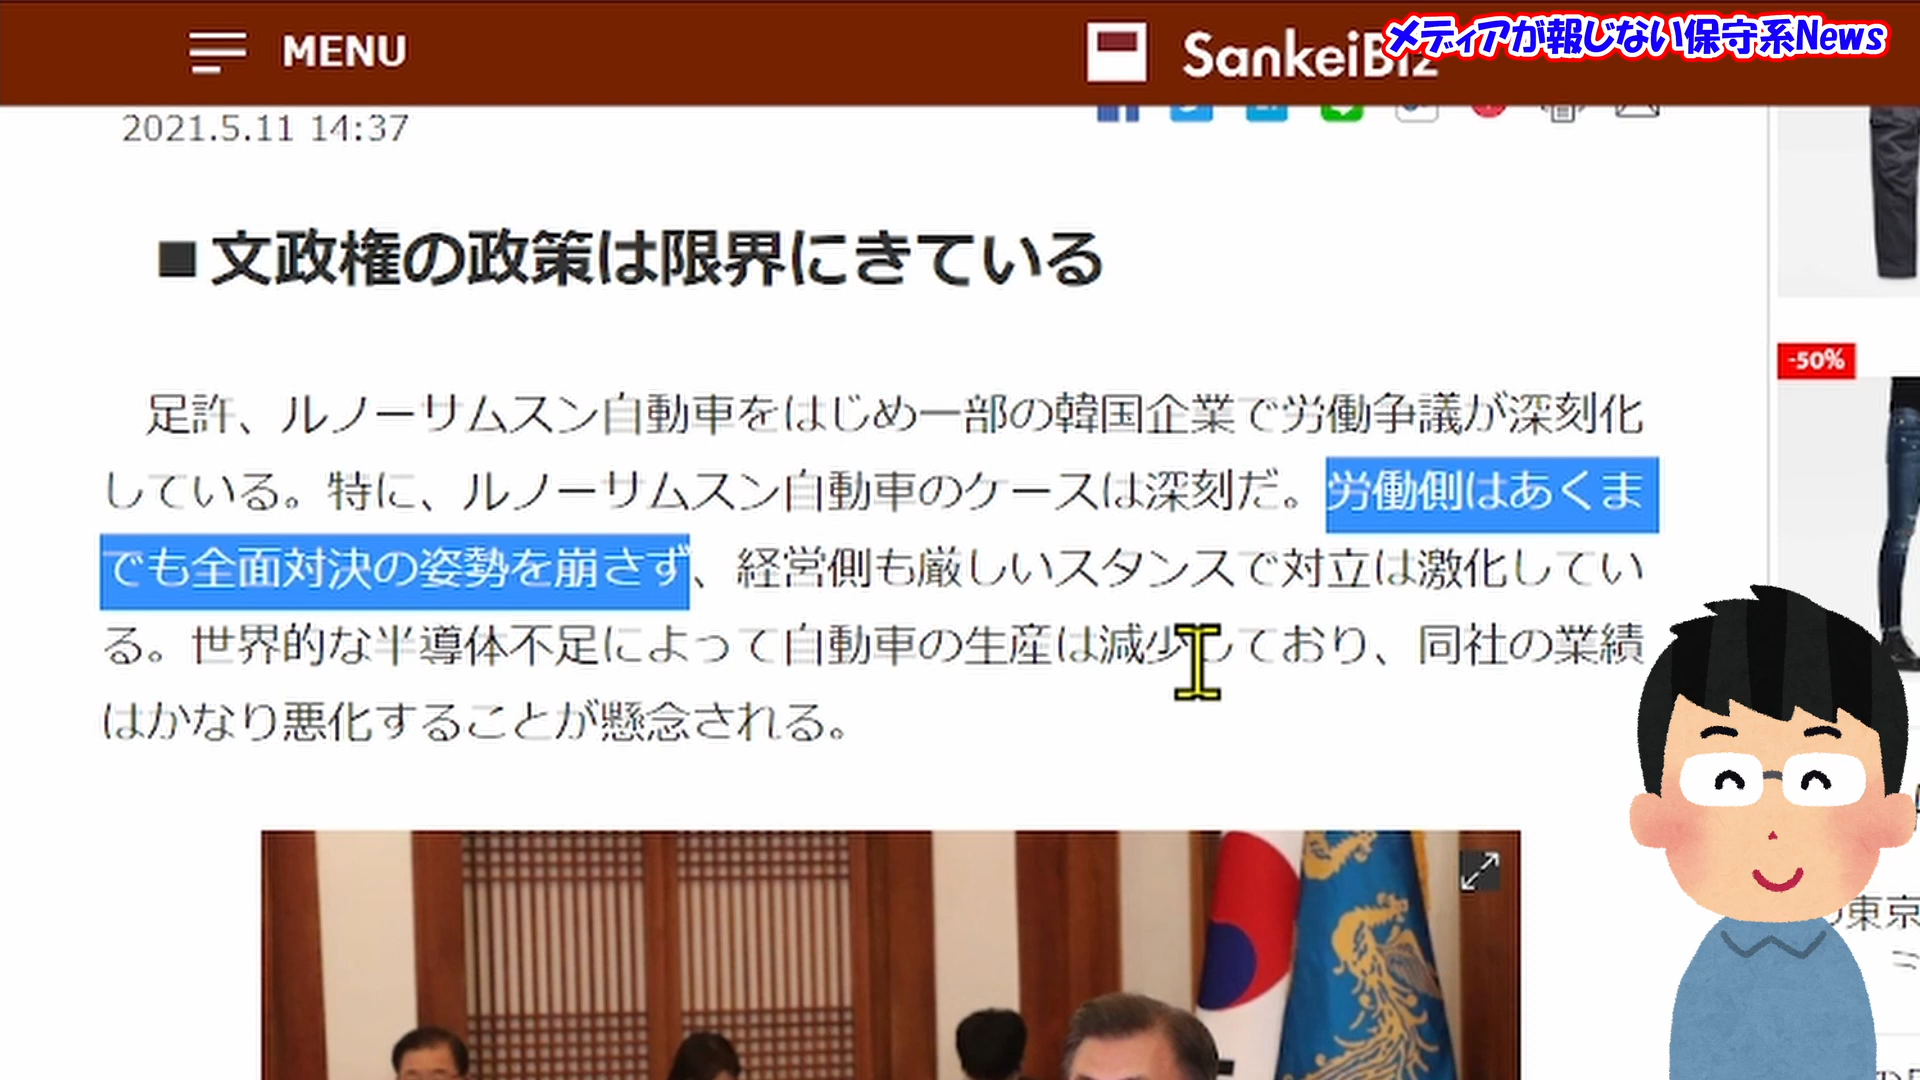 MENU
SankeiBiz
メディアが報じない保守系News
2021.5.11 14:37
■文政権の政策は限界にきている
-50%
足許、ルノーサムスン自動車をはじめ一部の韓国企業で労働争議が深刻化
している。特に、ルノーサムスン自動車のケースは深刻だ。労働側はあくま
でも全面対決の姿勢を崩さず、経営側も厳しいスタンスで対立は激化してい
る。世界的な半導体不足によって自動車の生産は減少しており、同社の業績
はかなり悪化することが懸念される。
東京